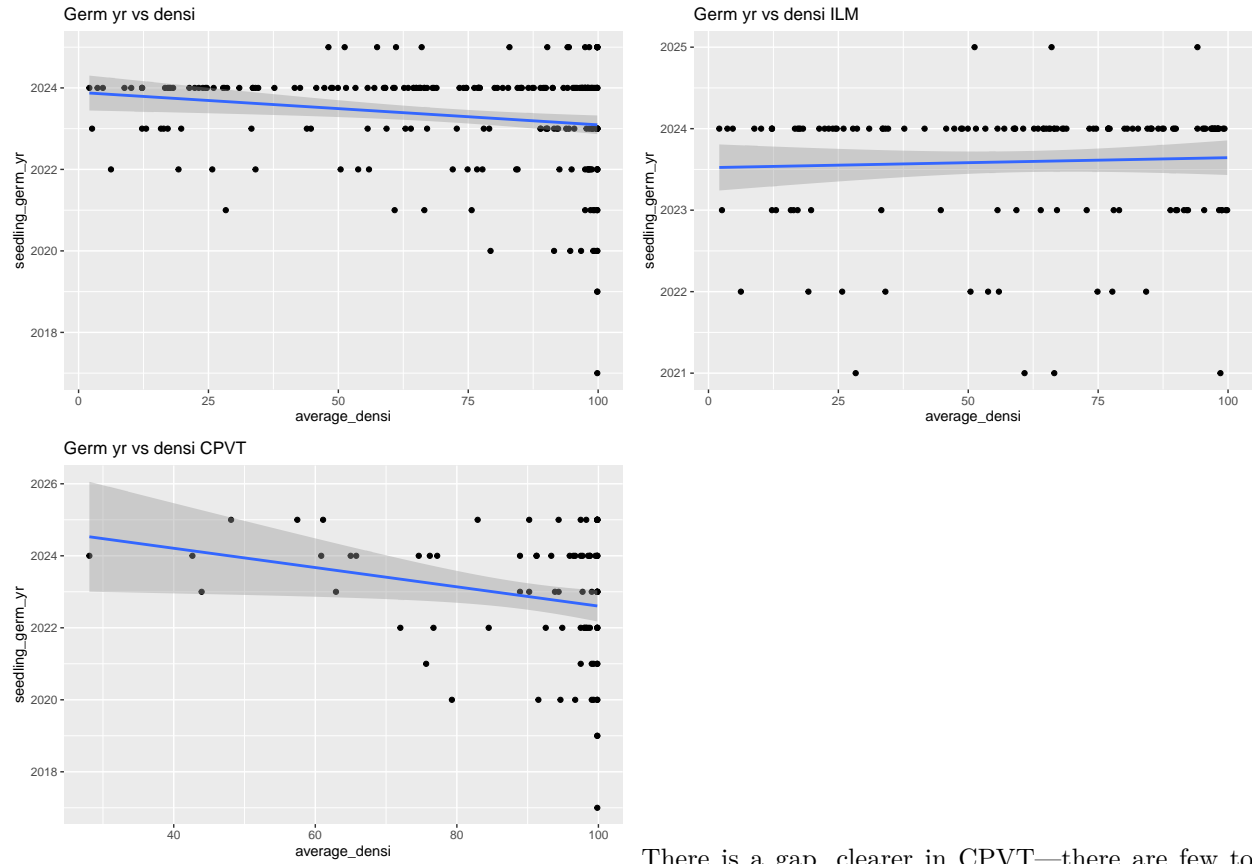 Germ yr vs densi
2024
2022
2020
2018
seedling_germ_yr
0
25
50
75
100
average_densi
Germ yr vs densi ILM
2025
2024
2023
2022
2021
seedling_germ_yr
0
25
50
75
100
average_densi
Germ yr vs densi CPVT
2026
2024
2022
2020
2018
seedling_germ_yr
40
60
80
100
average_densi
There is a gap, clearer in CPVT—there are few to